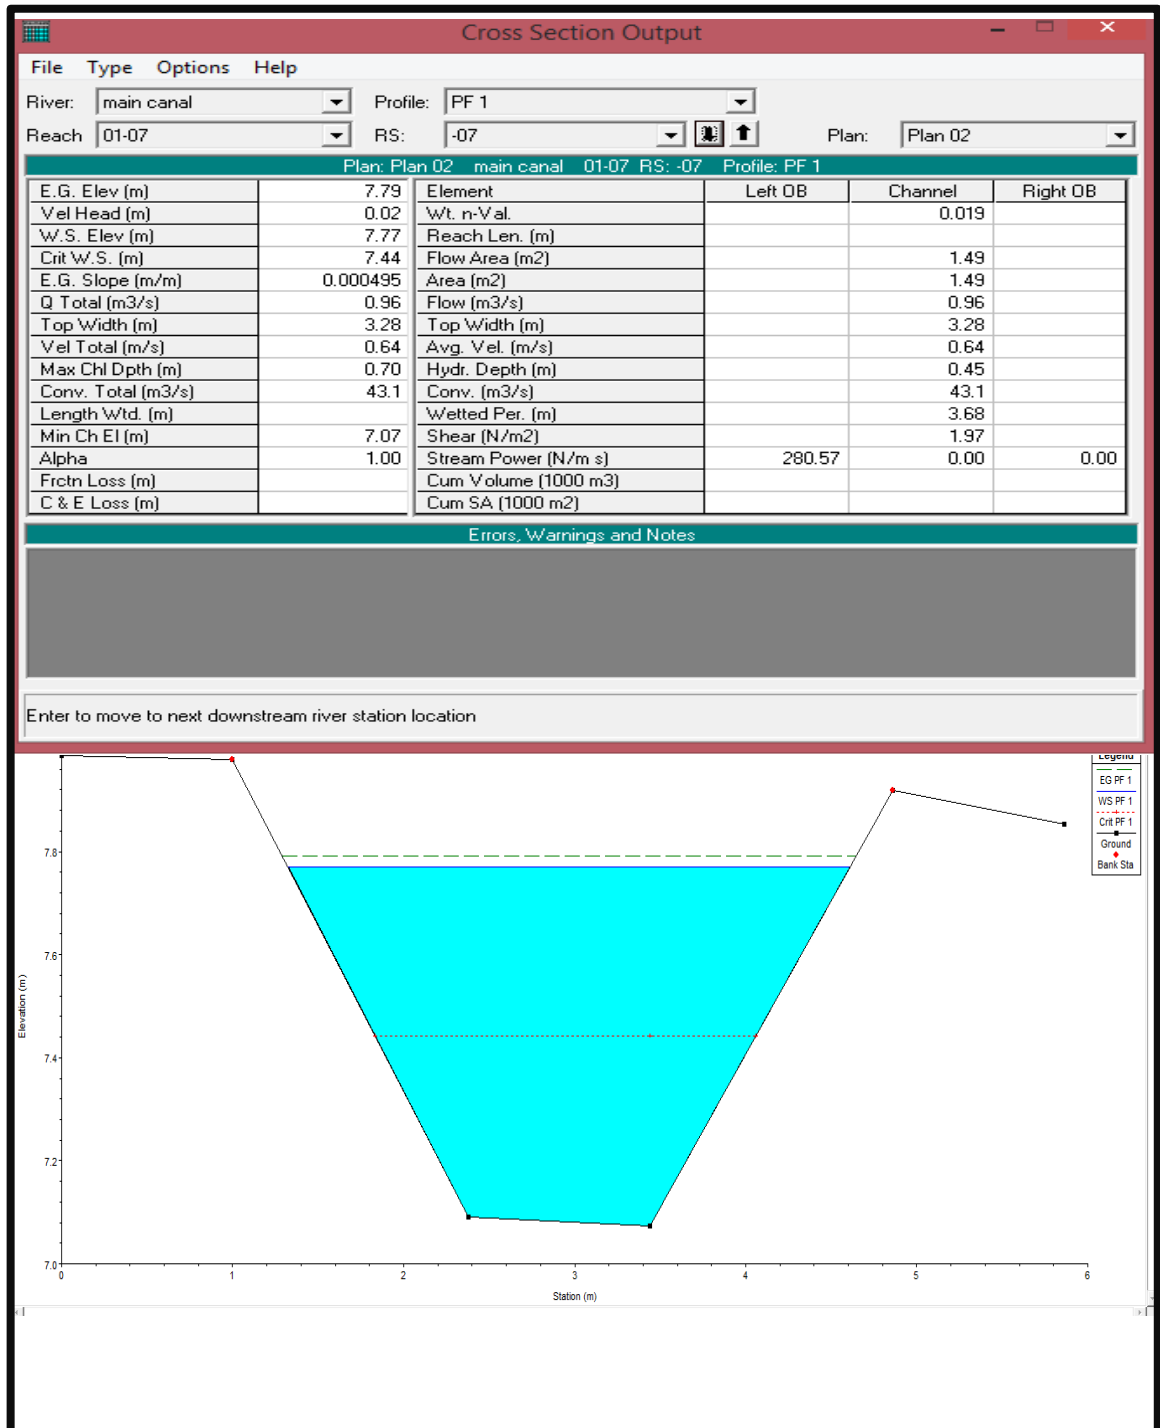 Cross Section Output
File Type Options Help
River: main canal Profile: PF 1
Reach 01-07 RS: -07 Plan: Plan 02
Plan: Plan 02 main canal 01-07 RS: -07 Profile: PF 1
E.G. Elev (m) 7.79 Element Left OB Channel Right OB
Vel Head (m) 0.02 Wt. n-Val. 0.019
W.S. Elev (m) 7.77 Reach Len. (m)
Crit W.S. (m) 7.44 Flow Area (m2) 1.49
E.G. Slope (m/m) 0.000495 Area (m2) 1.49
Q Total (m3/s) 0.96 Flow (m3/s) 0.96
Top Width (m) 3.28 Top Width (m) 3.28
Vel Total (m/s) 0.64 Avg. Vel. (m/s) 0.64
Max Chl Dpth (m) 0.70 Hydr. Depth (m) 0.45
Conv. Total (m3/s) 43.1 Conv. (m3/s) 43.1
Length Wtd. (m) Wetted Per. (m) 3.68
Min Ch El (m) 7.07 Shear (N/m2) 1.97
Alpha 1.00 Stream Power (N/m s) 280.57 0.00 0.00
Frctn Loss (m) Cum Volume (1000 m3)
C & E Loss (m) Cum SA (1000 m2)
Errors, Warnings and Notes
Enter to move to next downstream river station location
Legend
EG PF 1
WS PF 1
Crit PF 1
Ground
Bank Sta
7.8
7.6
7.4
7.2
7.0
Elevation (m)
0 1 2 3 4 5 6
Station (m)